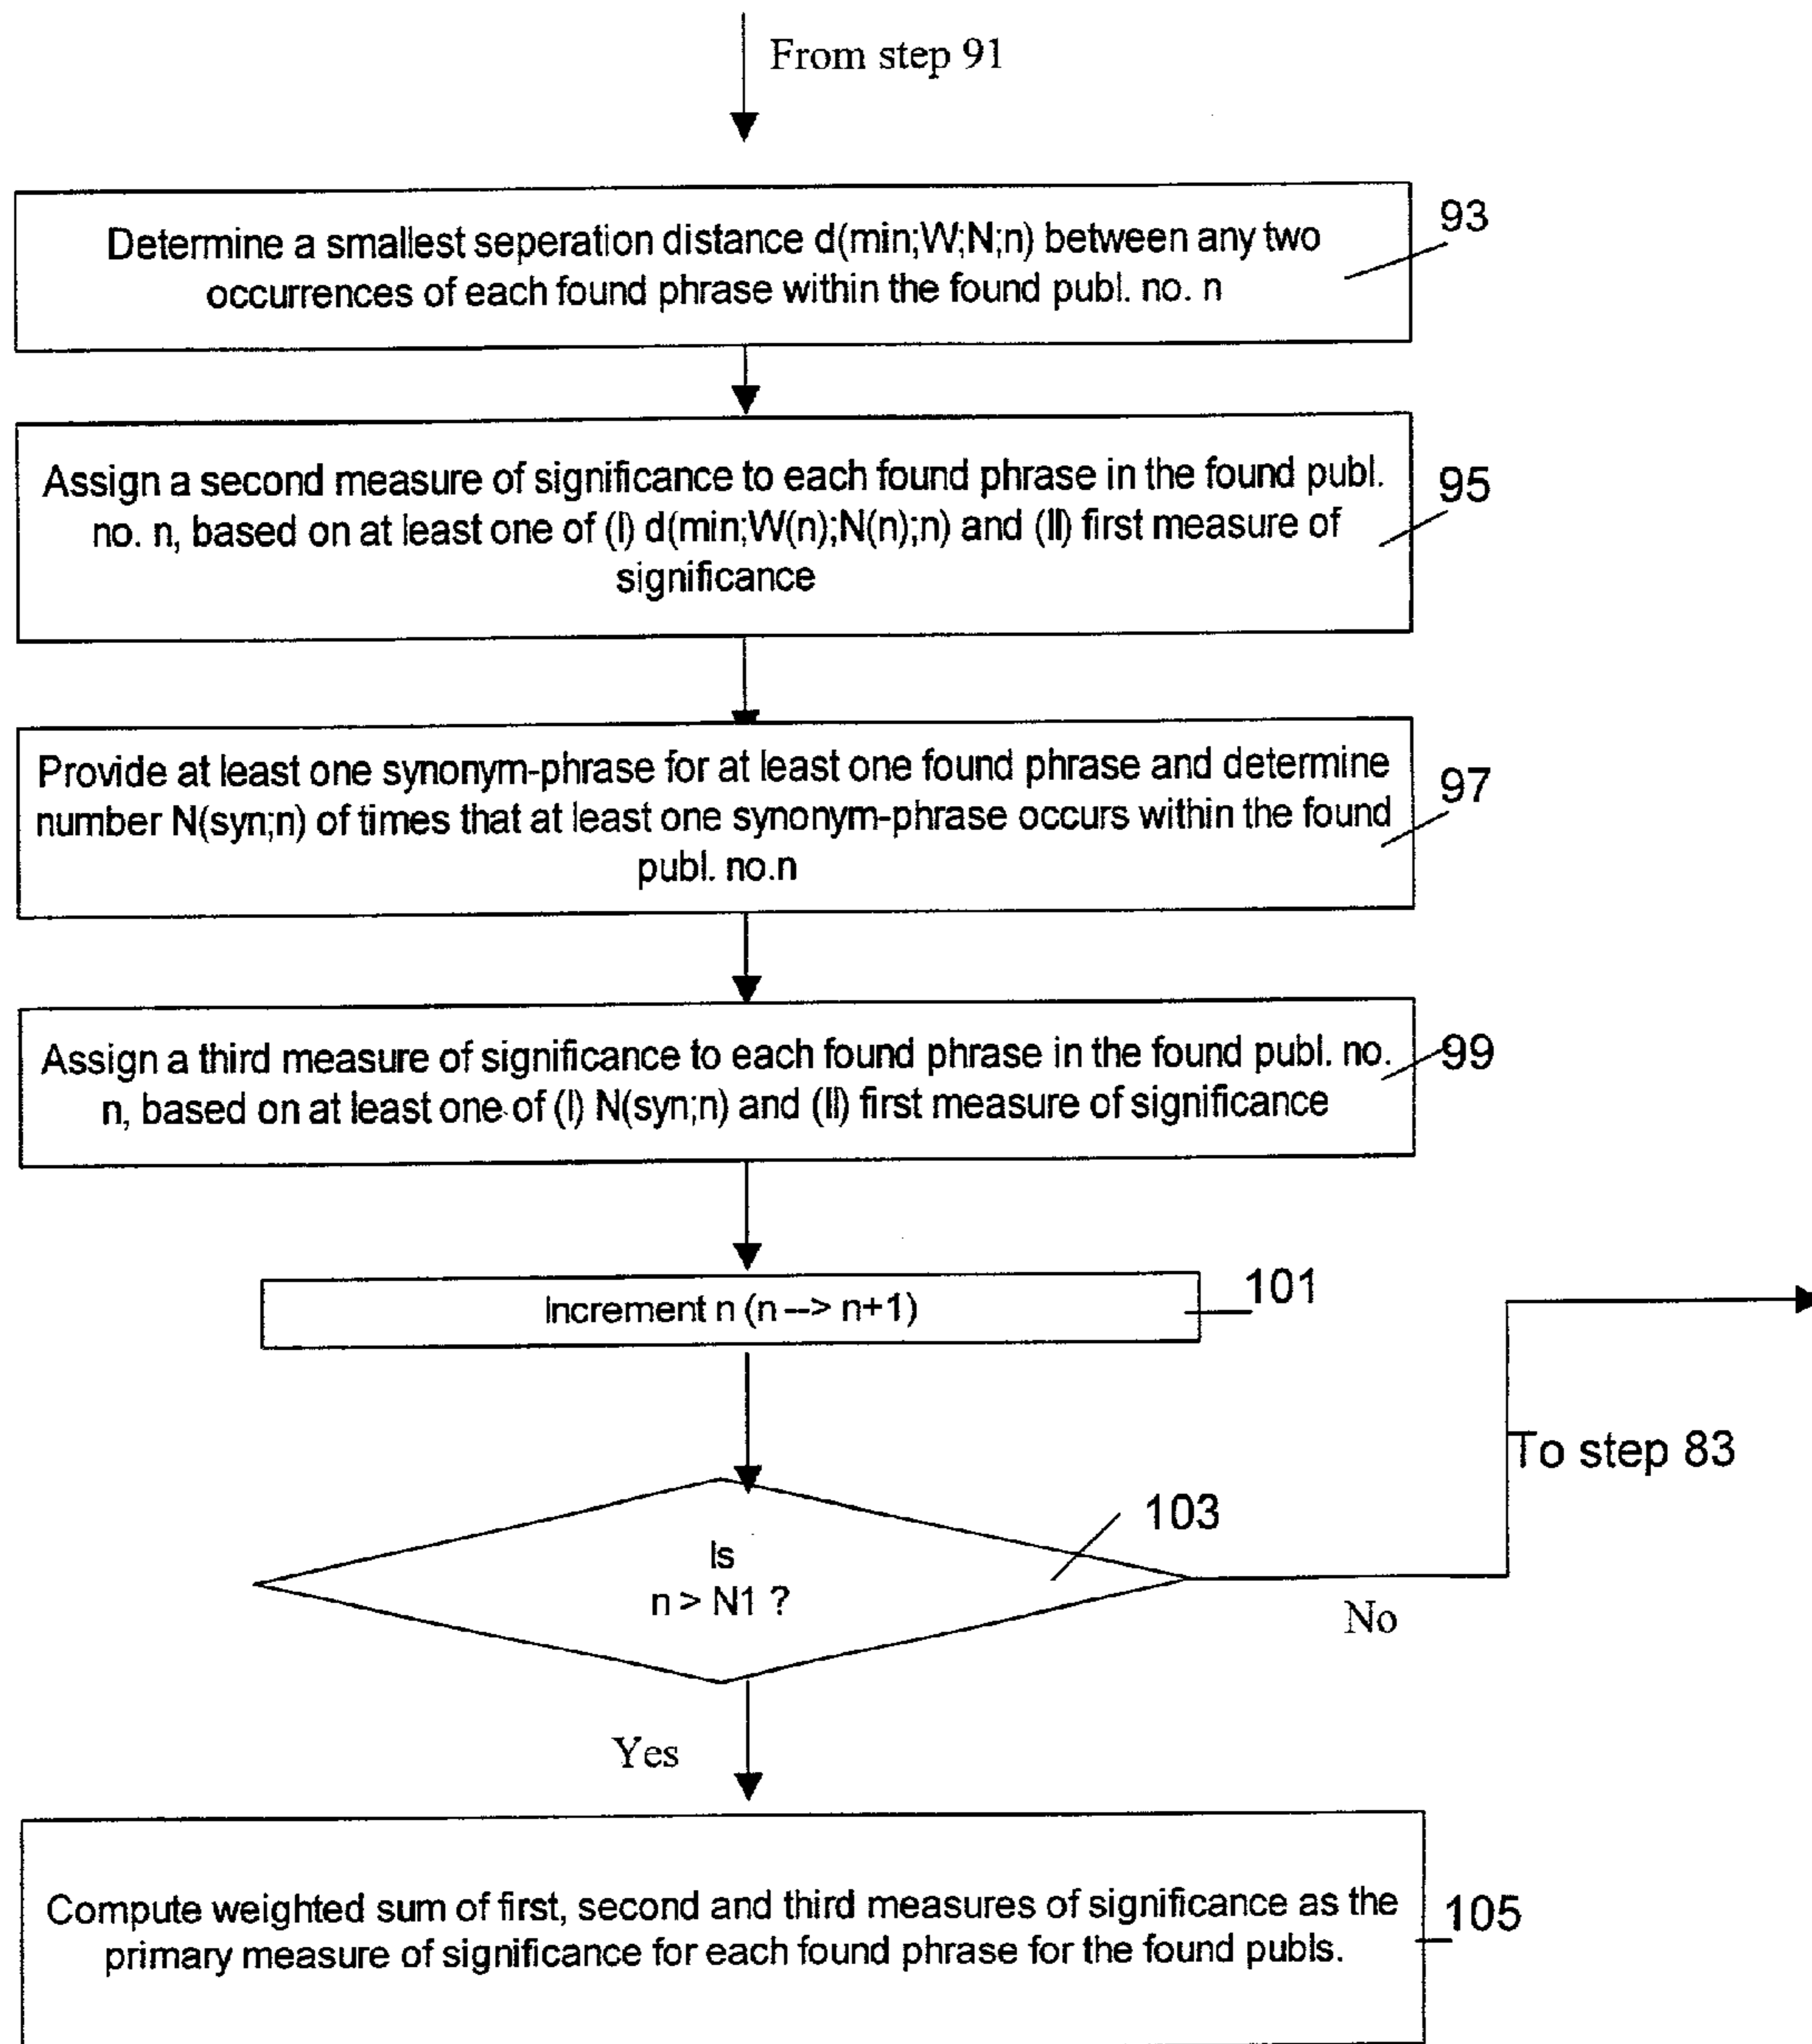 From step 91
Determine a smallest seperation distance d(min;W;N;n) between any two
occurrences of each found phrase within the found publ. no. n
93
Assign a second measure of significance to each found phrase in the found publ.
no. n, based on at least one of (I) d(min;W(n);N(n);n) and (II) first measure of
significance
95
Provide at least one synonym-phrase for at least one found phrase and determine
number N(syn;n) of times that at least one synonym-phrase occurs within the found
publ. no.n
97
Assign a third measure of significance to each found phrase in the found publ. no.
n, based on at least one of (I) N(syn;n) and (II) first measure of significance
99
Increment n (n --> n+1)
101
To step 83
103
Is
n > N1 ?
No
Yes
Compute weighted sum of first, second and third measures of significance as the
primary measure of significance for each found phrase for the found publs.
105